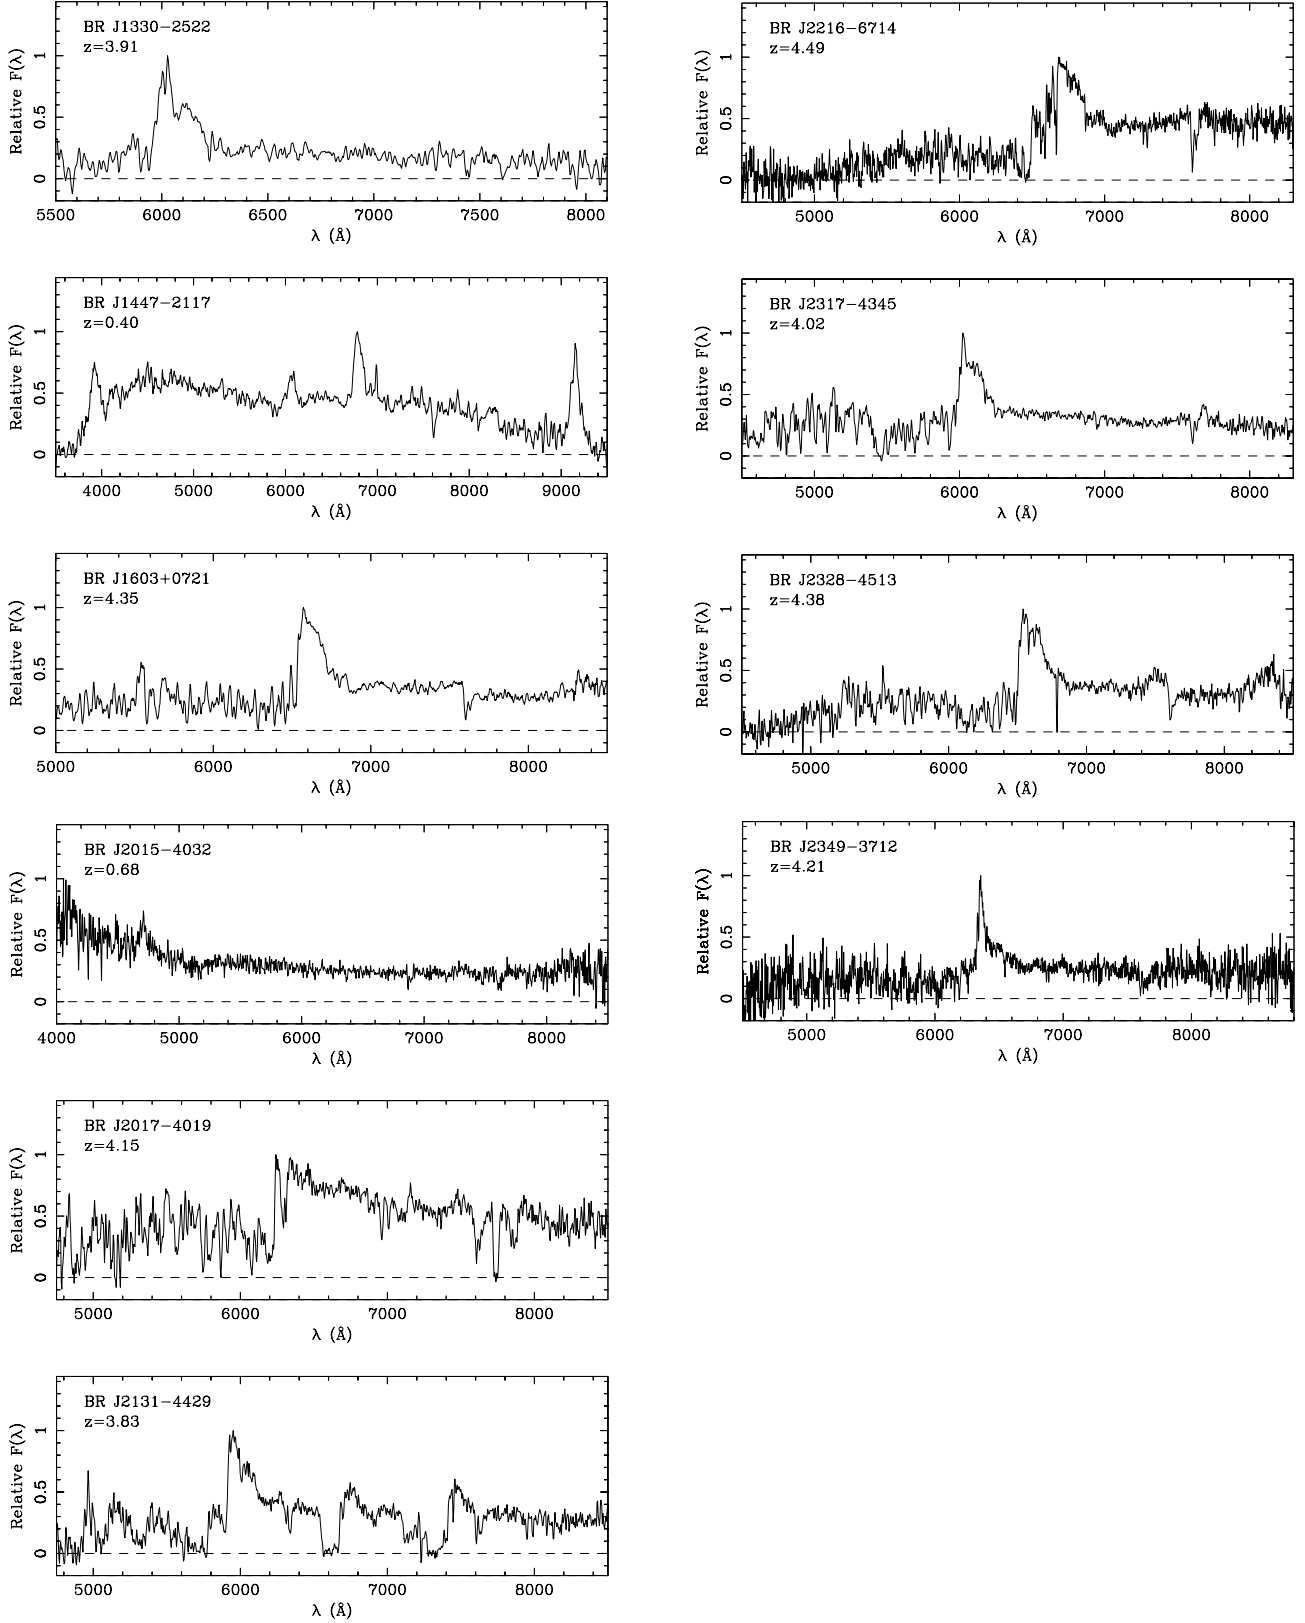 BR J1330−2522
z=3.91
Relative F(λ)
0 0.5 1
5500 6000 6500 7000 7500 8000
λ (Å)
BR J1447−2117
z=0.40
Relative F(λ)
0 0.5 1
4000 5000 6000 7000 8000 9000
λ (Å)
BR J1603+0721
z=4.35
Relative F(λ)
0 0.5 1
5000 6000 7000 8000
λ (Å)
BR J2015−4032
z=0.68
Relative F(λ)
0 0.5 1
4000 5000 6000 7000 8000
λ (Å)
BR J2017−4019
z=4.15
Relative F(λ)
0 0.5 1
5000 6000 7000 8000
λ (Å)
BR J2131−4429
z=3.83
Relative F(λ)
0 0.5 1
5000 6000 7000 8000
λ (Å)
BR J2216−6714
z=4.49
Relative F(λ)
0 0.5 1
5000 6000 7000 8000
λ (Å)
BR J2317−4345
z=4.02
Relative F(λ)
0 0.5 1
5000 6000 7000 8000
λ (Å)
BR J2328−4513
z=4.38
Relative F(λ)
0 0.5 1
5000 6000 7000 8000
λ (Å)
BR J2349−3712
z=4.21
Relative F(λ)
0 0.5 1
5000 6000 7000 8000
λ (Å)